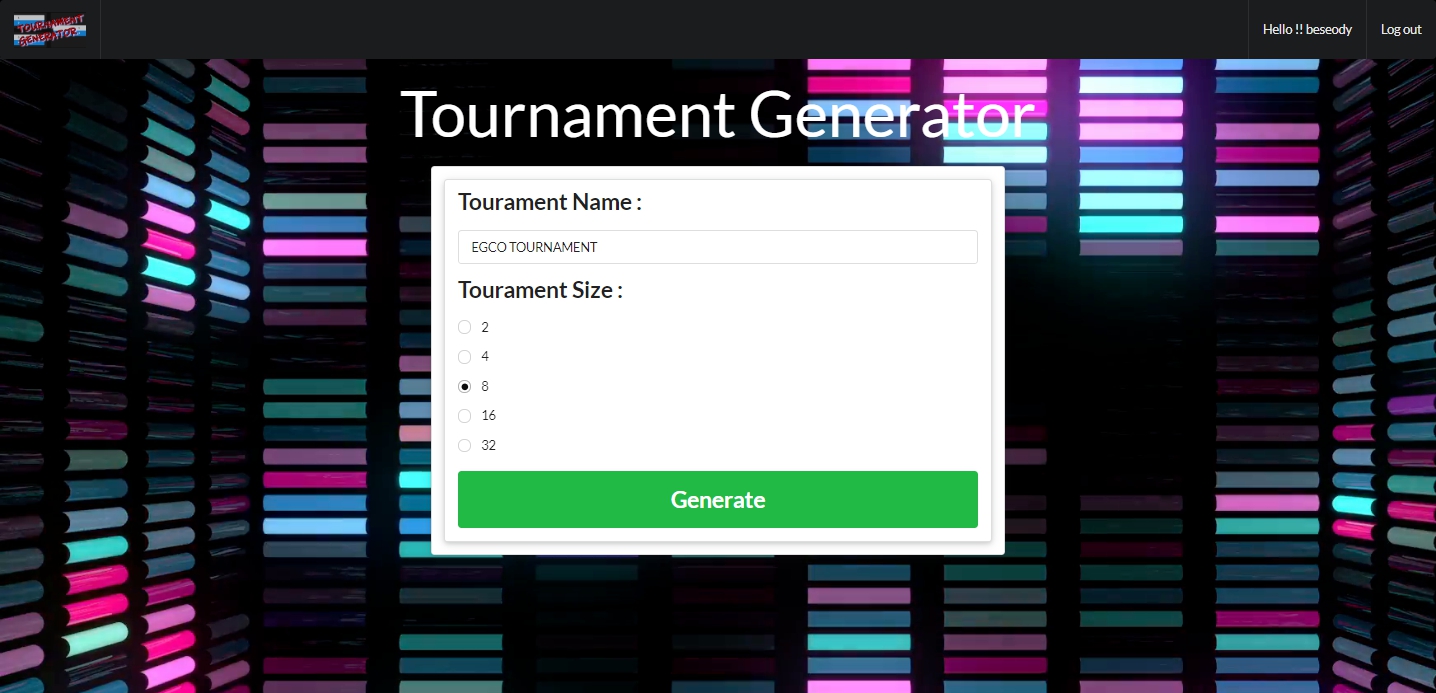 TOURNAMENT
GENERATOR
Hello !! beseody
Log out
Tournament Generator
Tourament Name :
EGCO TOURNAMENT
Tourament Size :
2
4
8
16
32
Generate